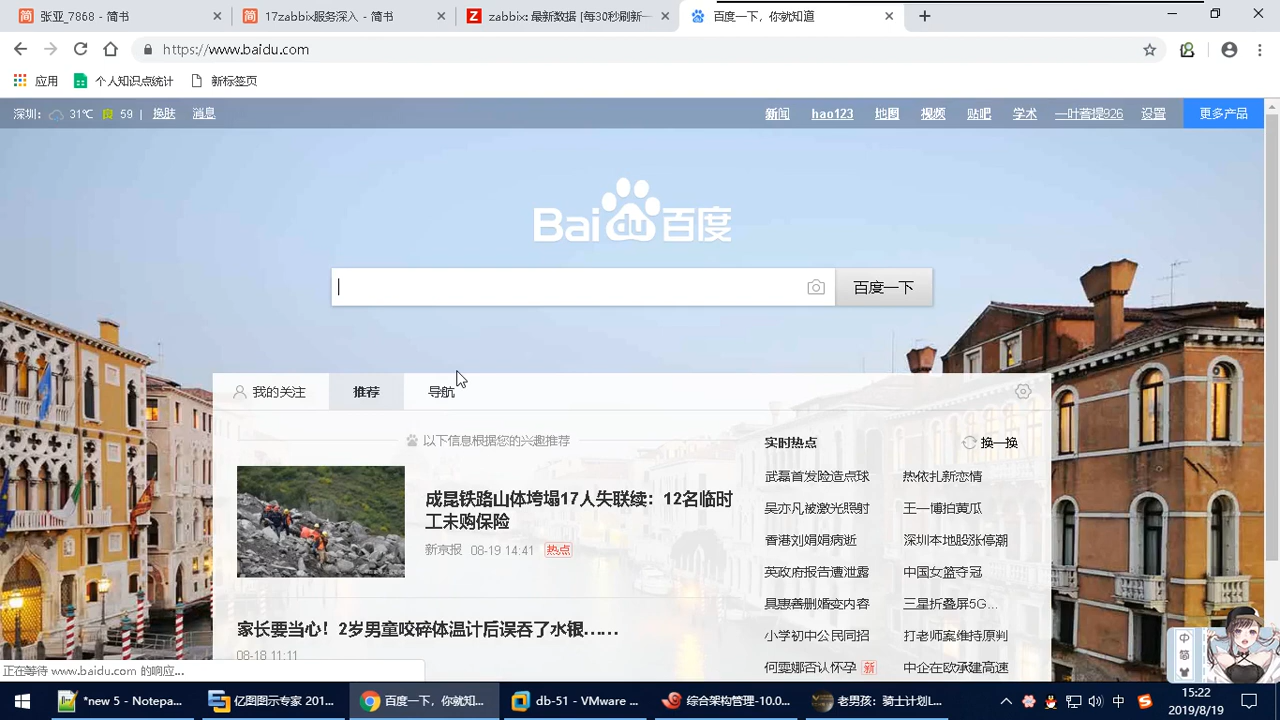 张亚_7868 - 简书
17zabbix服务深入 - 简书
zabbix: 最新数据 [每30秒刷新一
百度一下，你就知道
https://www.baidu.com
应用
个人知识点统计
新标签页
深圳： 31℃ 良 59 | 换肤 消息
新闻 hao123 地图 视频 贴吧 学术 一叶菩提926 设置 更多产品
Bai du 百度
百度一下
我的关注 推荐 导航
以下信息根据您的兴趣推荐
成昆铁路山体垮塌17人失联续：12名临时
工未购保险
新京报 08-19 14:41 热点
家长要当心！2岁男童咬碎体温计后误吞了水银……
08-18 11:11
实时热点 换一换
武磊首发险造点球 热依扎新恋情
吴亦凡被激光照射 王一博拍黄瓜
香港刘娟娟病逝 深圳本地股涨停潮
英政府报告遭泄露 中国女篮夺冠
具惠善删婚变内容 三星折叠屏5G...
小学初中公民同招 打老师案维持原判
何雯娜否认怀孕 新 中企在欧承建高速
正在等待 www.baidu.com 的响应...
中
简
*new 5 - Notepa...
亿图图示专家 201...
百度一下，你就知...
db-51 - VMware ...
综合架构管理-10.0...
老男孩：骑士计划L...
中
15:22
2019/8/19